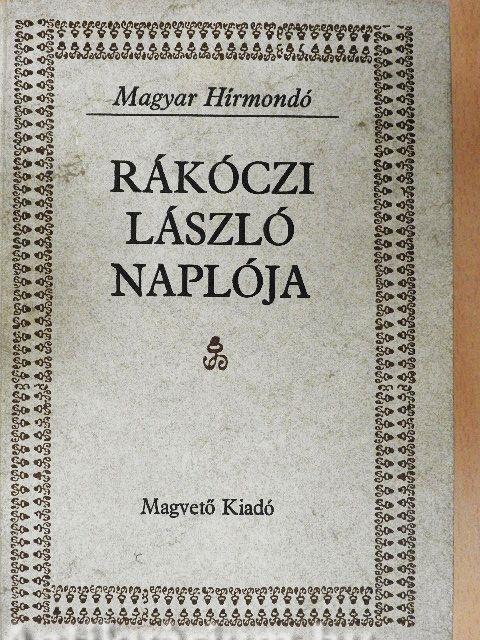 Magyar Hírmondó
RÁKÓCZI
LÁSZLÓ
NAPLÓJA
Magvető Kiadó